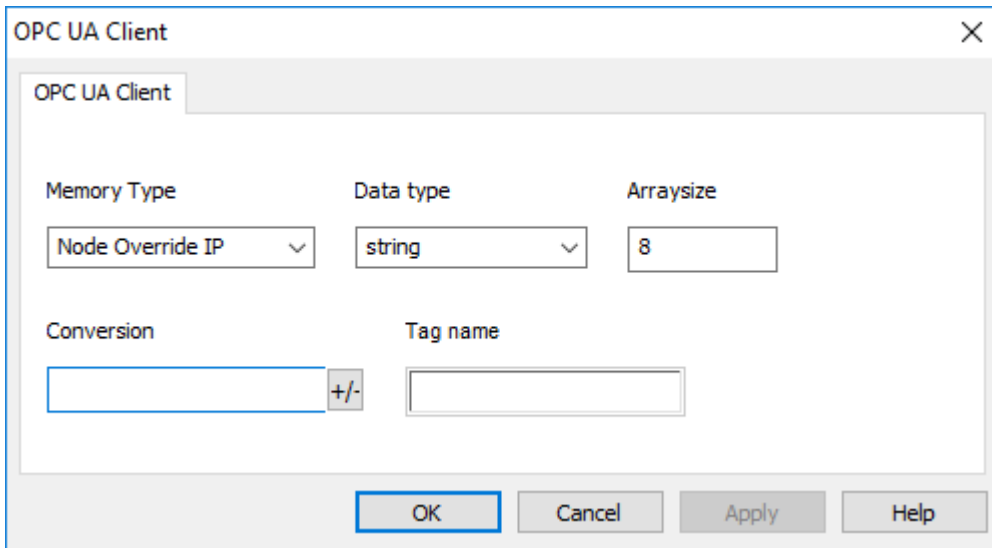 OPC UA Client
OPC UA Client
Memory Type Data type Arraysize
Node Override IP string 8
Conversion Tag name
+/-
OK Cancel Apply Help